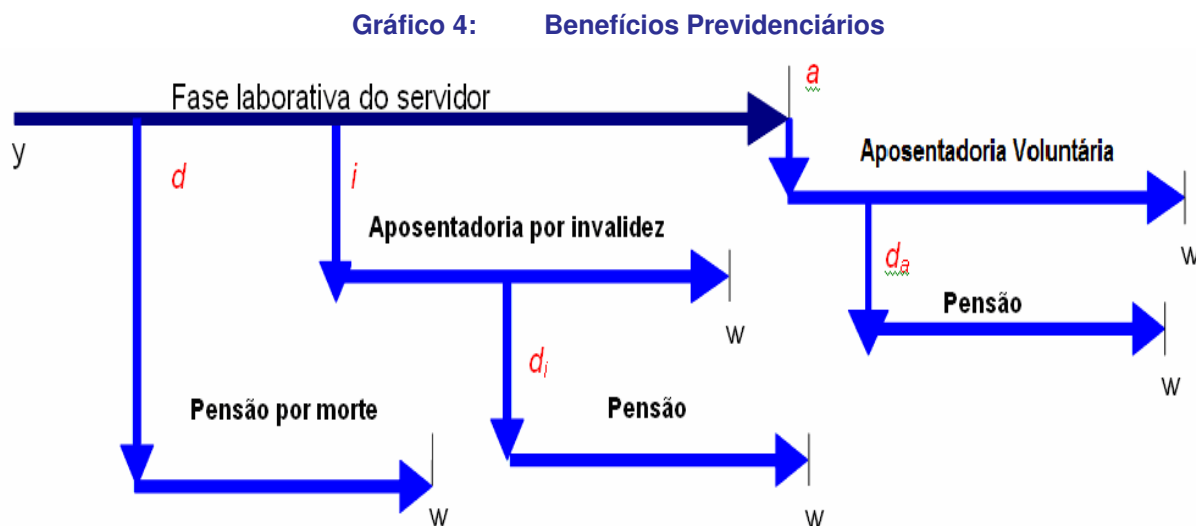 Gráfico 4: Benefícios Previdenciários
a
Fase laborativa do servidor
y
Aposentadoria Voluntária
d
i
Aposentadoria por invalidez
w
da
Pensão
w
di
w
Pensão por morte
Pensão
w
w